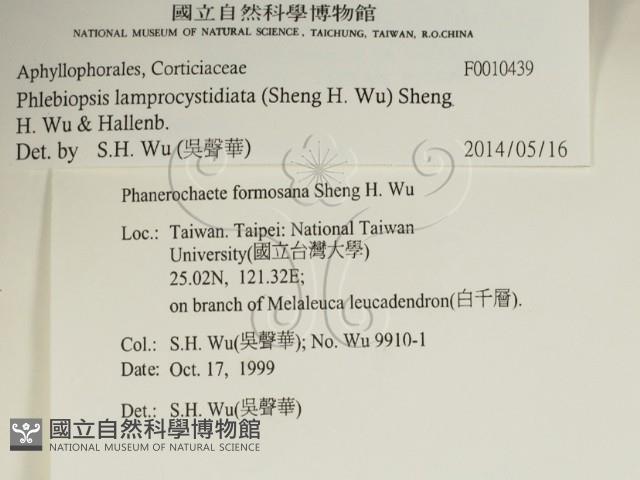 國立自然科學博物館
NATIONAL MUSEUM OF NATURAL SCIENCE, TAICHUNG, TAIWAN, R.O.CHINA
Aphyllophorales, Corticiaceae F0010439
Phlebiopsis lamprocystidiata (Sheng H. Wu) Sheng
H. Wu & Hallenb.
Det. by S.H. Wu (吳聲華) 2014/05/16
Phanerochaete formosana Sheng H. Wu
Loc.: Taiwan. Taipei: National Taiwan
University(國立台灣大學)
25.02N, 121.32E;
on branch of Melaleuca leucadendron(白千層).
Col.: S.H. Wu(吳聲華); No. Wu 9910-1
Date: Oct. 17, 1999
Det.: S.H. Wu(吳聲華)
國立自然科學博物館
NATIONAL MUSEUM OF NATURAL SCIENCE